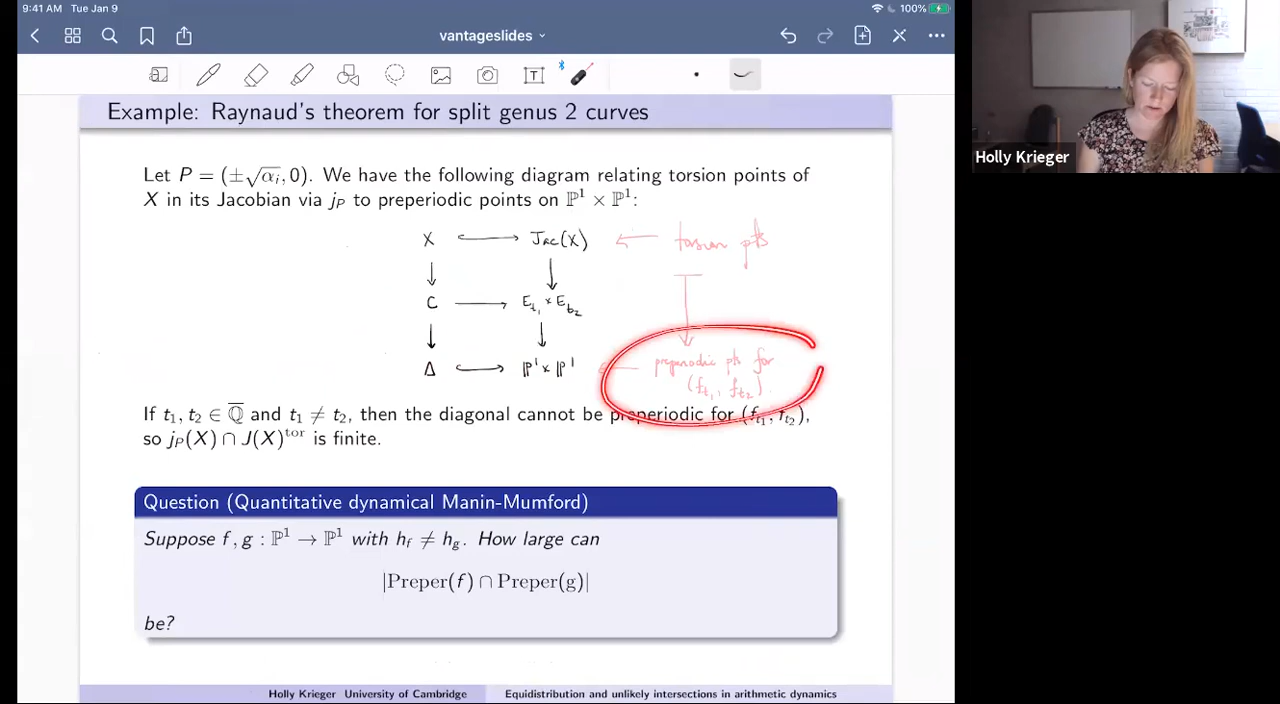 9:41 AM Tue Jan 9
100%
vantageslides
T
Example: Raynaud's theorem for split genus 2 curves
Let P = (±√αᵢ, 0). We have the following diagram relating torsion points of
X in its Jacobian via j_P to preperiodic points on ℙ¹ × ℙ¹:
X Jac(X) torsion pts
C E_{t₁} × E_{t₂}
Δ ℙ¹ × ℙ¹ preperiodic pts for
(f_{t₁}, f_{t₂})
If t₁, t₂ ∈ ℚ̅ and t₁ ≠ t₂, then the diagonal cannot be preperiodic for (f_{t₁}, f_{t₂}),
so j_P(X) ∩ J(X)^{tor} is finite.
Question (Quantitative dynamical Manin-Mumford)
Suppose f, g : ℙ¹ → ℙ¹ with h_f ≠ h_g. How large can
|Preper(f) ∩ Preper(g)|
be?
Holly Krieger University of Cambridge Equidistribution and unlikely intersections in arithmetic dynamics
Holly Krieger